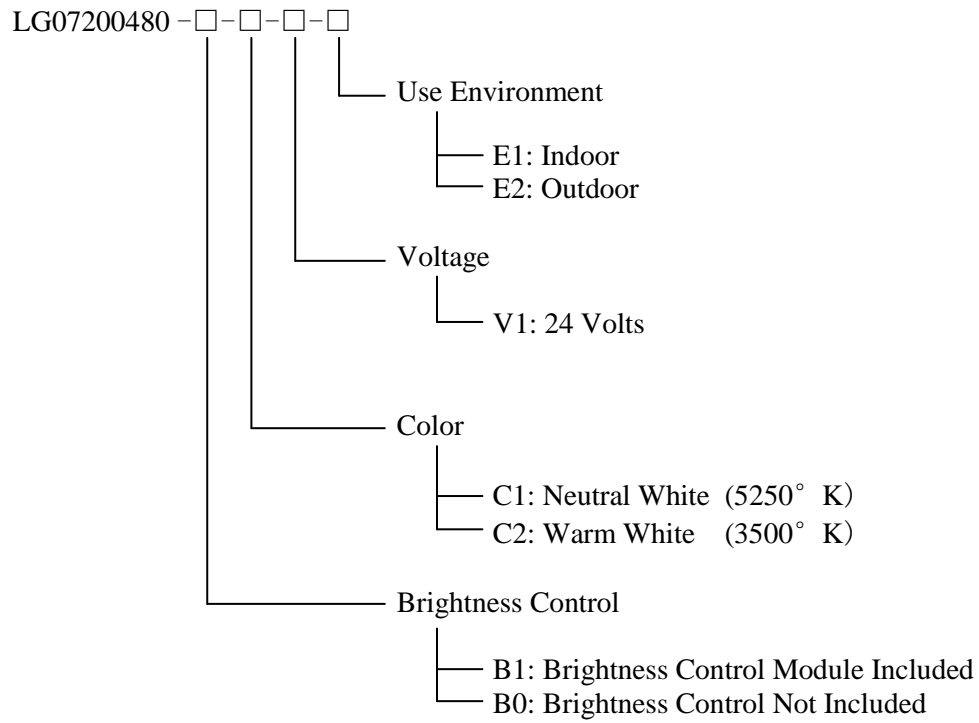 LG07200480 -□-□-□-□
Use Environment
E1: Indoor
E2: Outdoor
Voltage
V1: 24 Volts
Color
C1: Neutral White (5250° K）
C2: Warm White (3500° K）
Brightness Control
B1: Brightness Control Module Included
B0: Brightness Control Not Included